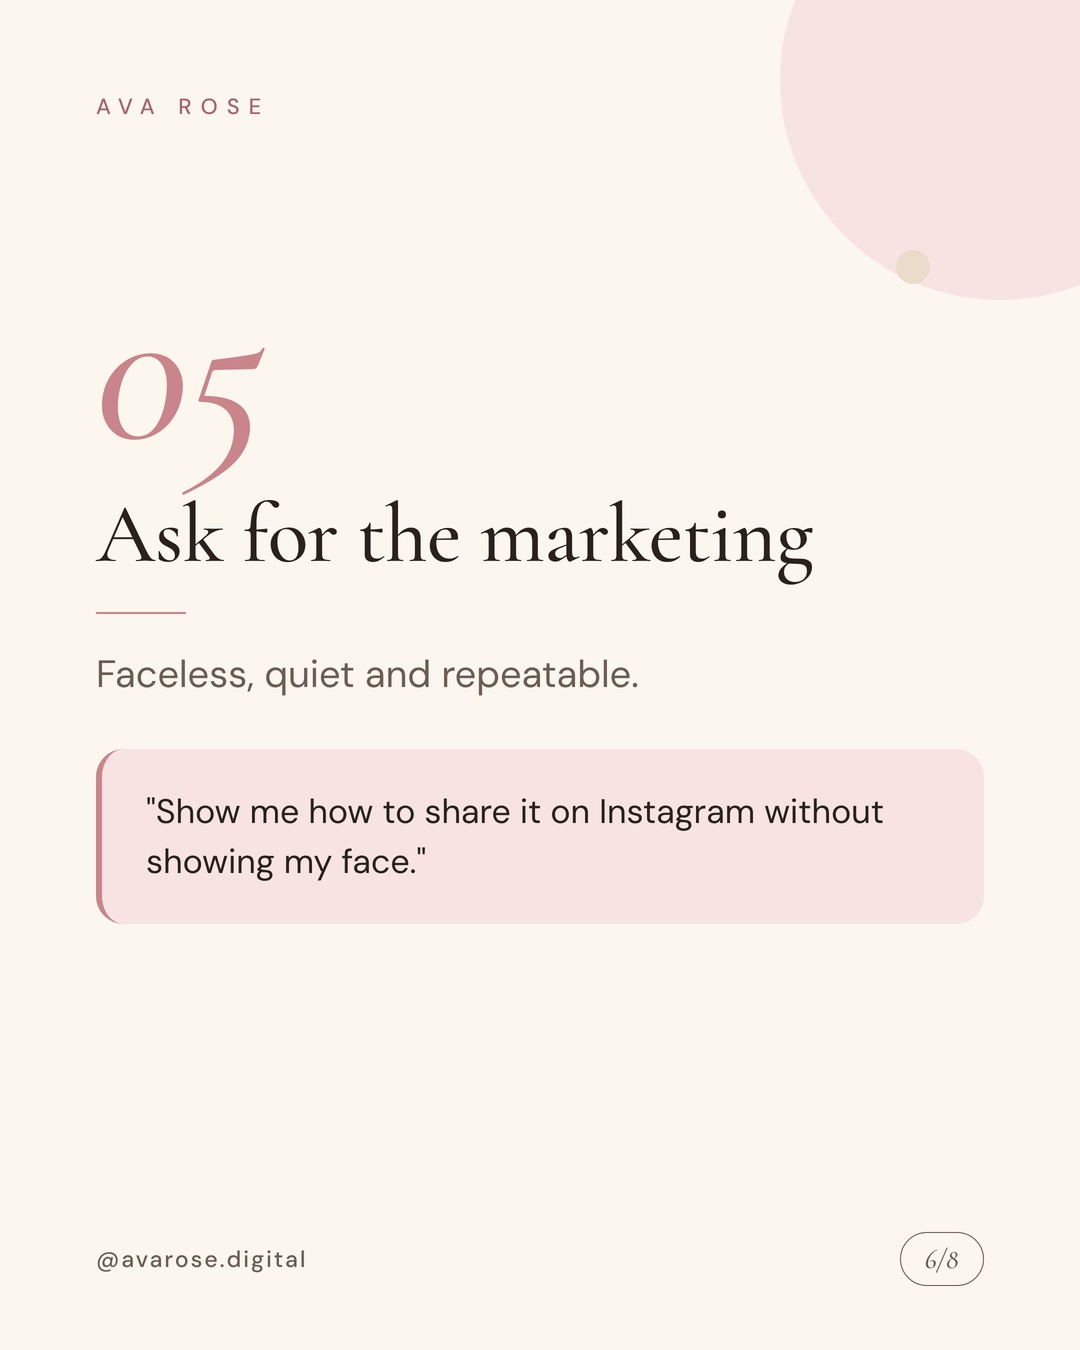 AVA ROSE
05
Ask for the marketing
Faceless, quiet and repeatable.
"Show me how to share it on Instagram without
showing my face."
@avarose.digital
6/8